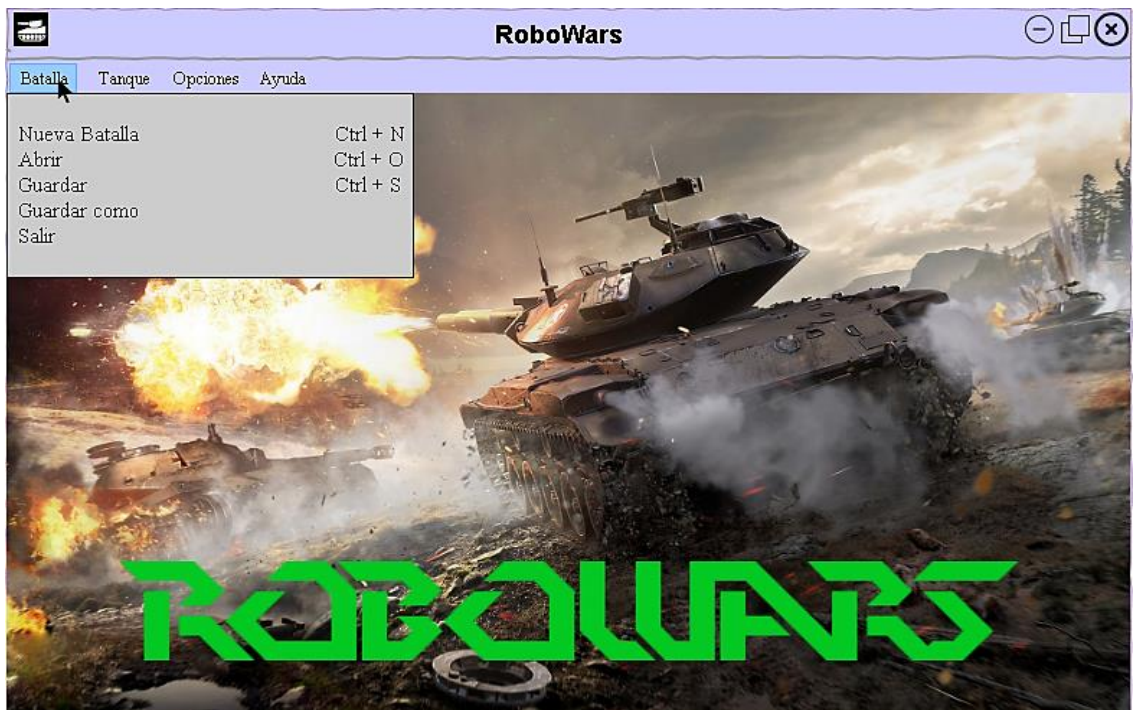 RoboWars
Batalla Tanque Opciones Ayuda
Nueva Batalla Ctrl + N
Abrir Ctrl + O
Guardar Ctrl + S
Guardar como
Salir
ROBOWARS